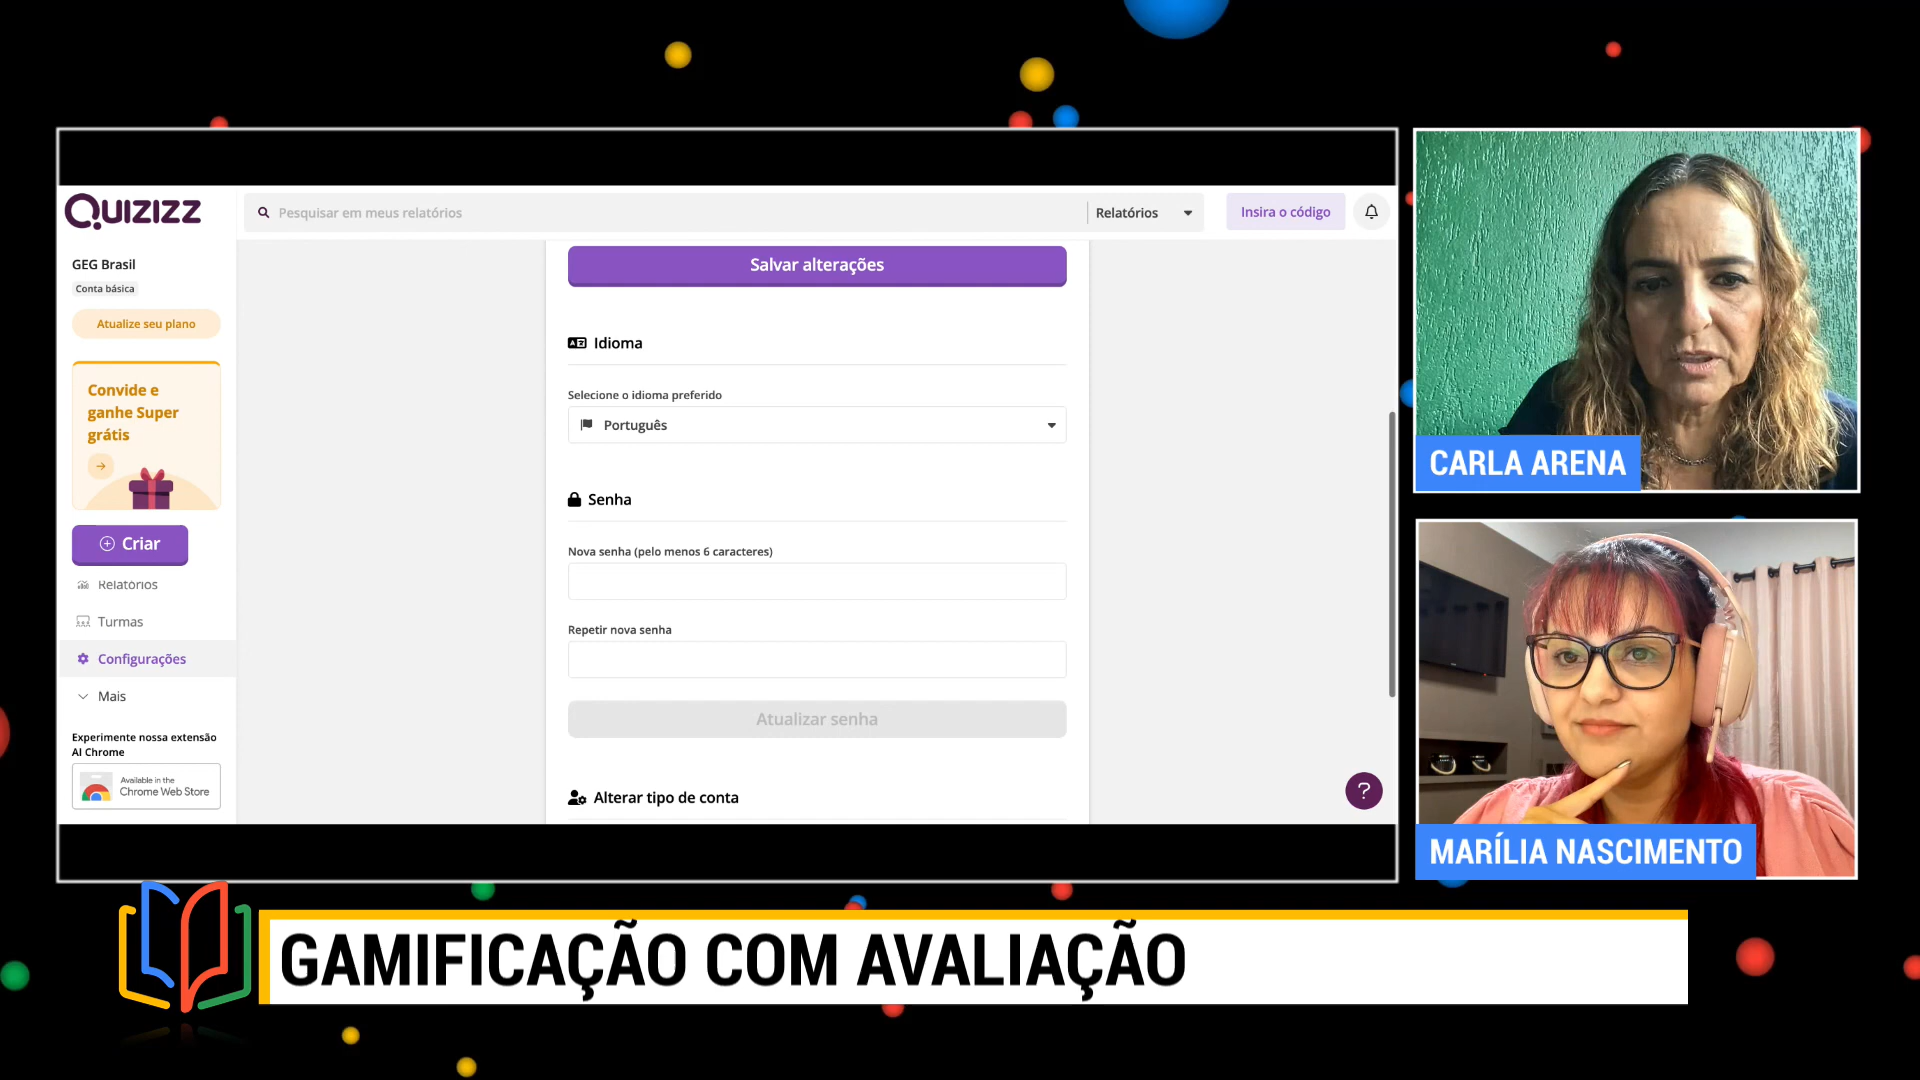 QUIZIZZ
GEG Brasil
Conta básica
Atualize seu plano
Convide e
ganhe Super
grátis
Criar
Relatórios
Turmas
Configurações
Mais
Experimente nossa extensão
AI Chrome
Available in the
Chrome Web Store
Pesquisar em meus relatórios
Relatórios
Insira o código
Salvar alterações
Idioma
Selecione o idioma preferido
Português
Senha
Nova senha (pelo menos 6 caracteres)
Repetir nova senha
Atualizar senha
Alterar tipo de conta
?
CARLA ARENA
MARÍLIA NASCIMENTO
GAMIFICAÇÃO COM AVALIAÇÃO